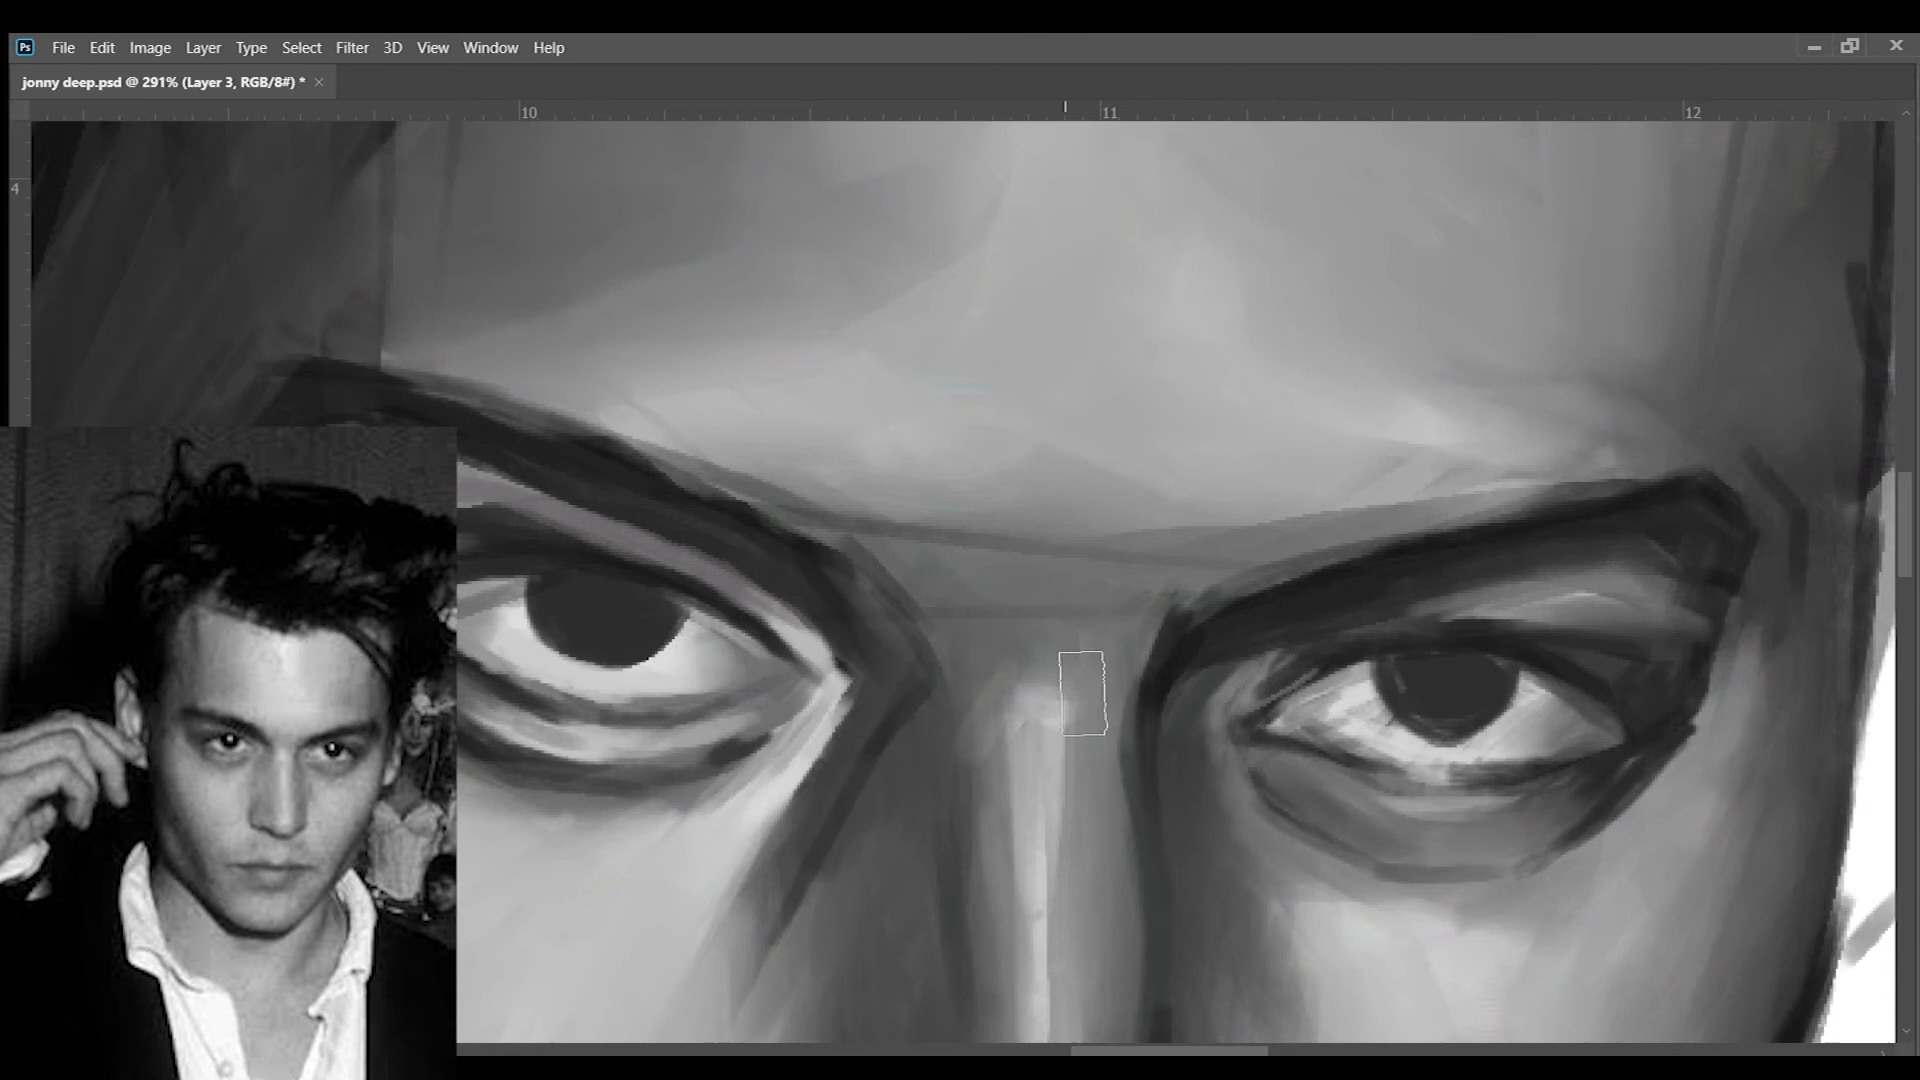 Ps File Edit Image Layer Type Select Filter 3D View Window Help
jonny deep.psd @ 291% (Layer 3, RGB/8#) * ×
10 11 12
4